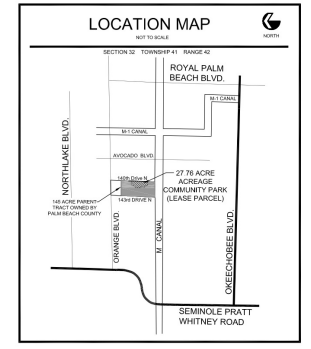 LOCATION MAP
NOT TO SCALE
NORTH
SECTION 32 TOWNSHIP 41 RANGE 42
ROYAL PALM
BEACH BLVD.
M-1 CANAL
M-1 CANAL
NORTHLAKE BLVD.
AVOCADO BLVD.
140th Drive N
27.76 ACRE
ACREAGE
COMMUNITY PARK
(LEASE PARCEL)
145 ACRE PARENT
TRACT OWNED BY
PALM BEACH COUNTY
143rd DRIVE N
ORANGE BLVD.
M CANAL
OKEECHOBEE BLVD.
SEMINOLE PRATT
WHITNEY ROAD